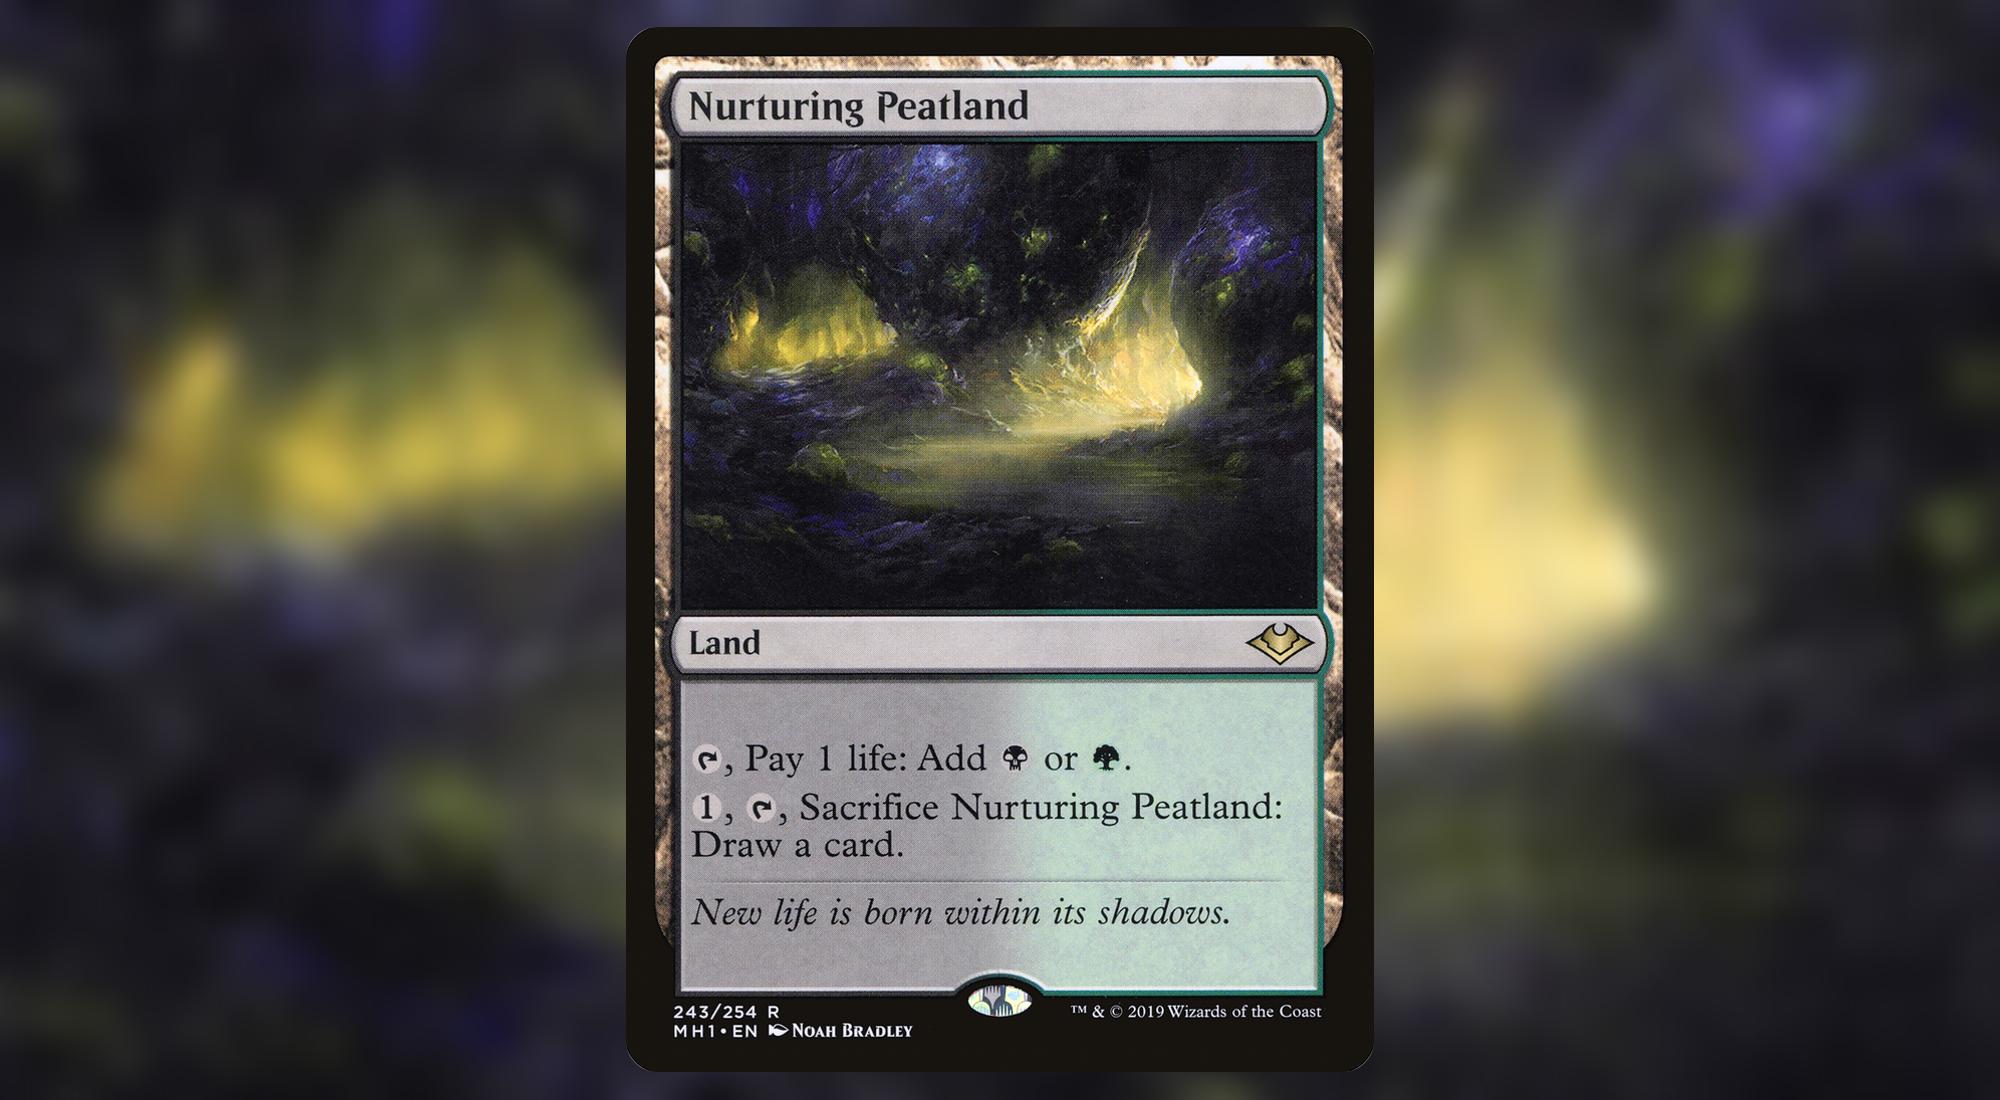 Nurturing Peatland
Land
, Pay 1 life: Add or .
1, , Sacrifice Nurturing Peatland:
Draw a card.
New life is born within its shadows.
243/254 R
MH1•EN NOAH BRADLEY
™ & © 2019 Wizards of the Coast